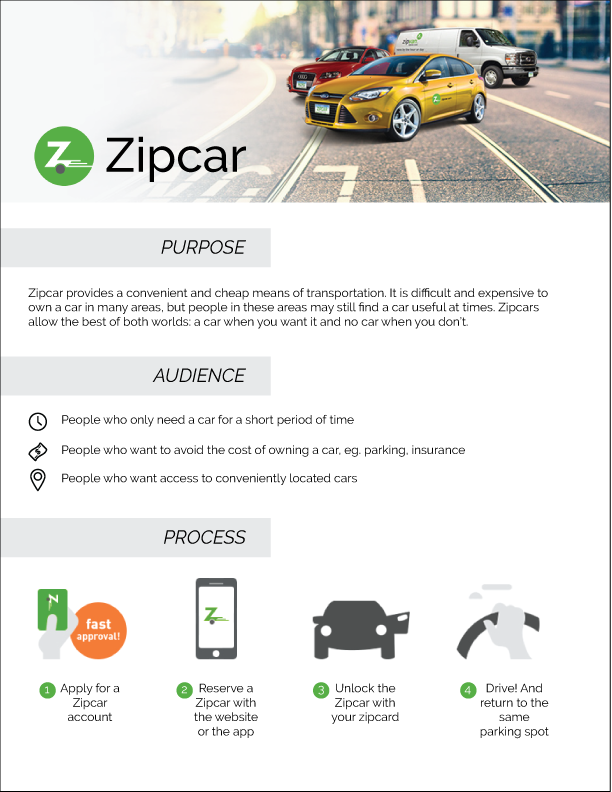 zipcar
Zipcar
PURPOSE
Zipcar provides a convenient and cheap means of transportation. It is difficult and expensive to
own a car in many areas, but people in these areas may still find a car useful at times. Zipcars
allow the best of both worlds: a car when you want it and no car when you don't.
AUDIENCE
People who only need a car for a short period of time
People who want to avoid the cost of owning a car, eg. parking, insurance
People who want access to conveniently located cars
PROCESS
fast
approval!
1 Apply for a
Zipcar
account
2 Reserve a
Zipcar with
the website
or the app
3 Unlock the
Zipcar with
your zipcard
4 Drive! And
return to the
same
parking spot